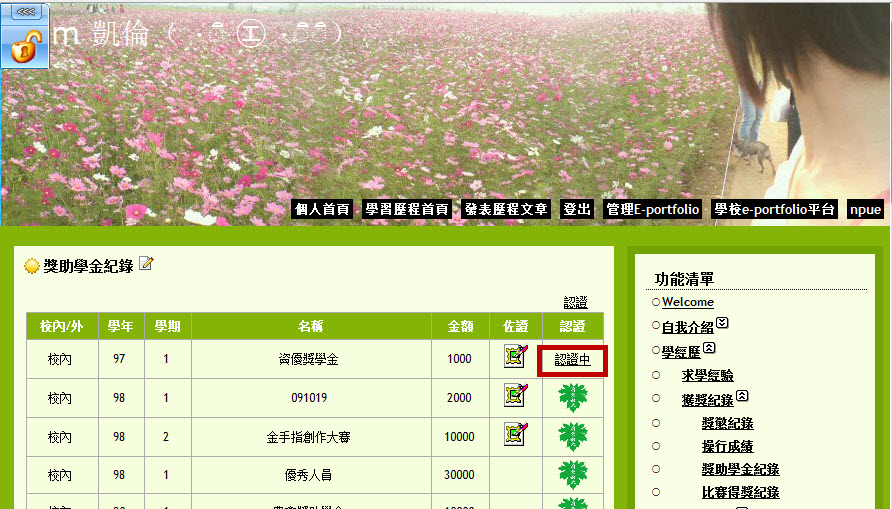 <<<
m 凱倫
個人首頁 學習歷程首頁 發表歷程文章 登出 管理E-portfolio 學校e-portfolio平台 npue
獎助學金紀錄
認證
校內/外 學年 學期 名稱 金額 佐證 認證
校內 97 1 資優獎學金 1000 認證中
校內 98 1 091019 2000
校內 98 2 金手指創作大賽 10000
校內 98 1 優秀人員 30000
功能清單
Welcome
自我介紹
學經歷
求學經驗
獲獎紀錄
獎懲紀錄
操行成績
獎助學金紀錄
比賽得獎紀錄